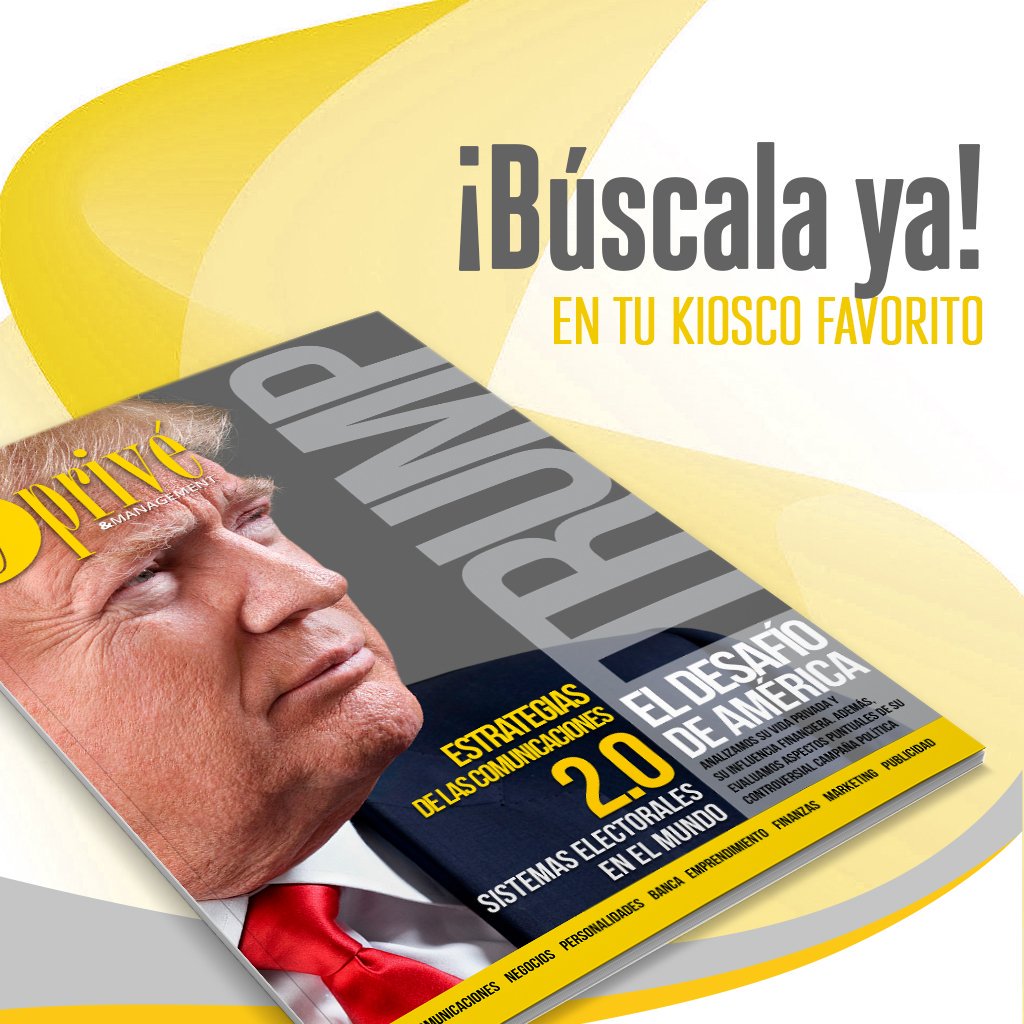 ¡Búscala ya!
EN TU KIOSCO FAVORITO
privé
&MANAGEMENT
TRUMP
EL DESAFÍO
DE AMÉRICA
ANALIZAMOS SU VIDA PRIVADA Y
SU INFLUENCIA FINANCIERA. ADEMÁS,
EVALUAMOS ASPECTOS PUNTUALES DE SU
CONTROVERSIAL CAMPAÑA POLÍTICA
ESTRATEGIAS
DE LAS COMUNICACIONES
2.0
SISTEMAS ELECTORALES
EN EL MUNDO
NEGOCIOS PERSONALIDADES BANCA EMPRENDIMIENTO FINANZAS MARKETING PUBLICIDAD